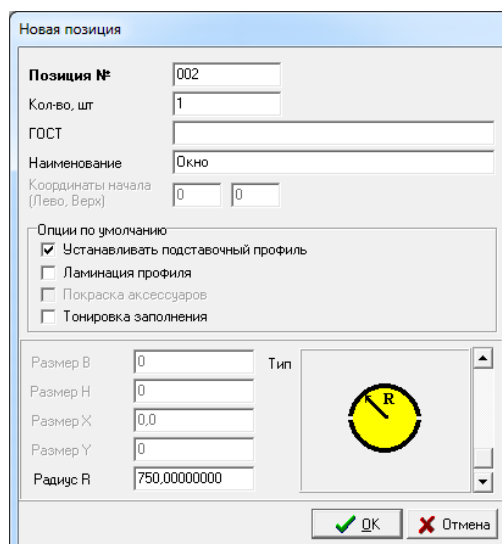 Новая позиция
Позиция № 002
Кол-во, шт 1
ГОСТ
Наименование Окно
Координаты начала
(Лево, Верх) 0 0
Опции по умолчанию
Устанавливать подставочный профиль
Ламинация профиля
Покраска аксессуаров
Тонировка заполнения
Размер B 0 Тип
Размер H 0
Размер X 0,0
Размер Y 0
Радиус R 750,00000000
R
OK Отмена